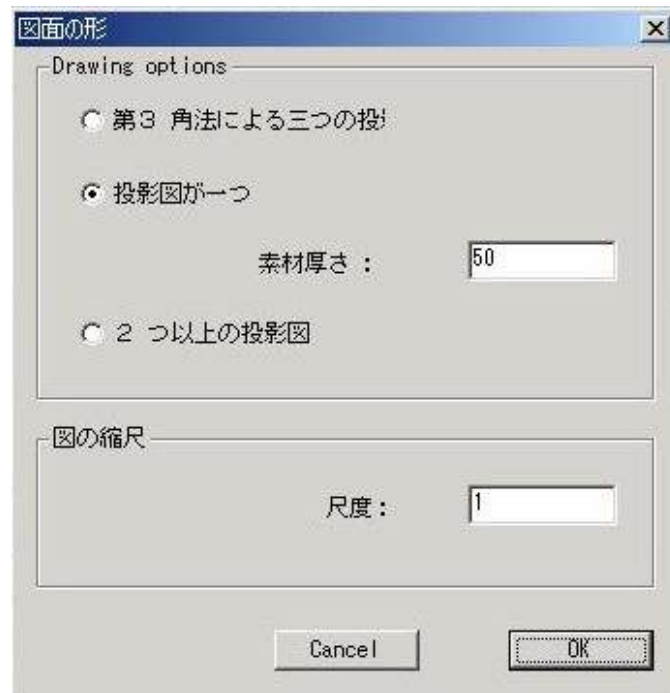 図面の形
Drawing options
第3 角法による三つの投
投影図が一つ
素材厚さ : 50
2 つ以上の投影図
図の縮尺
尺度 : 1
Cancel OK